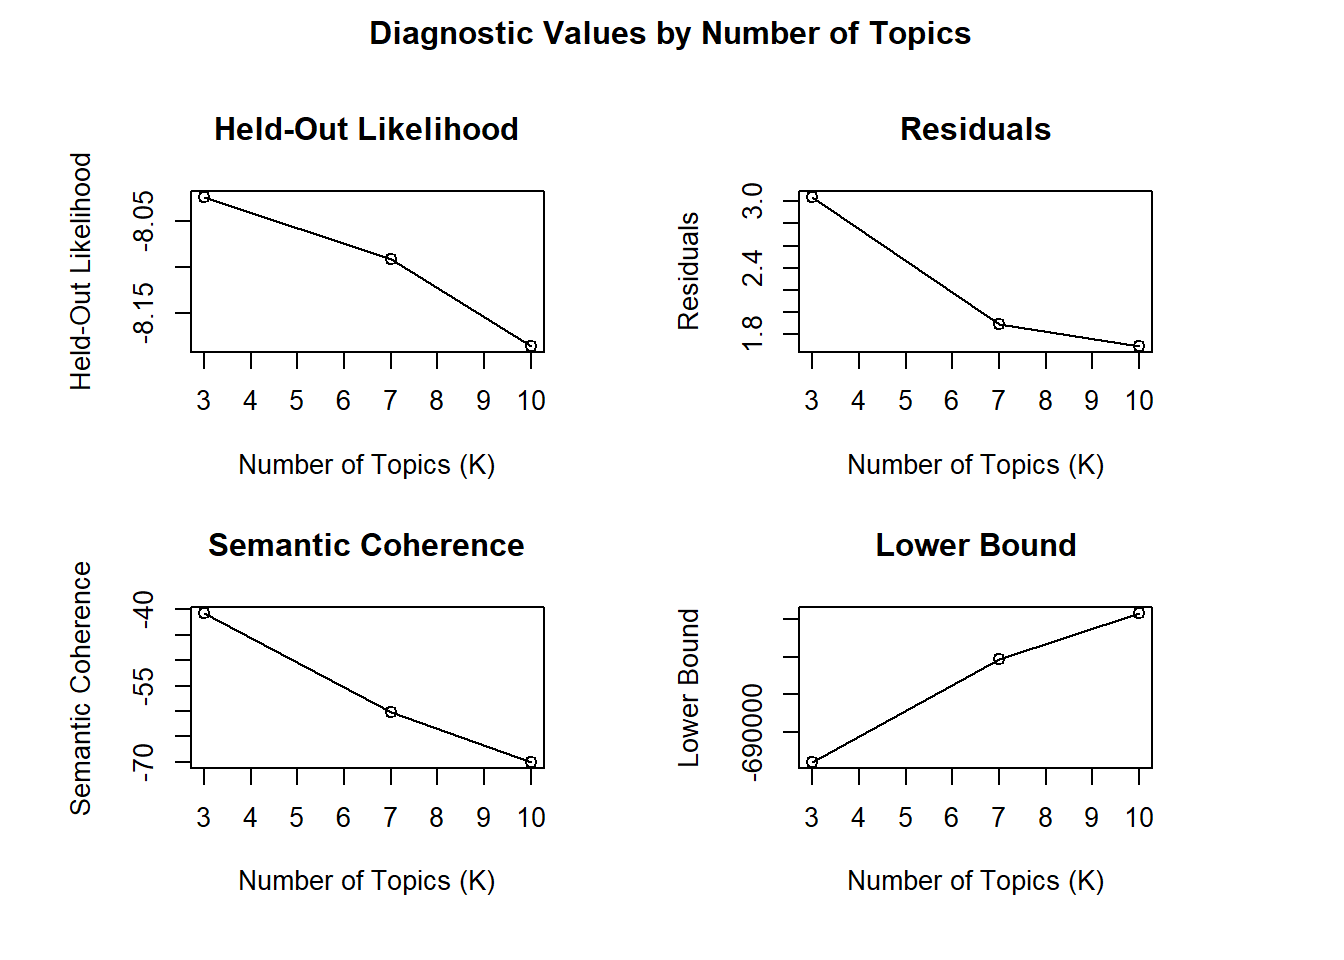 Diagnostic Values by Number of Topics
Held-Out Likelihood
Held-Out Likelihood
-8.05
-8.15
3 4 5 6 7 8 9 10
Number of Topics (K)
Residuals
Residuals
3.0
2.4
1.8
3 4 5 6 7 8 9 10
Number of Topics (K)
Semantic Coherence
Semantic Coherence
-40
-55
-70
3 4 5 6 7 8 9 10
Number of Topics (K)
Lower Bound
Lower Bound
-690000
3 4 5 6 7 8 9 10
Number of Topics (K)